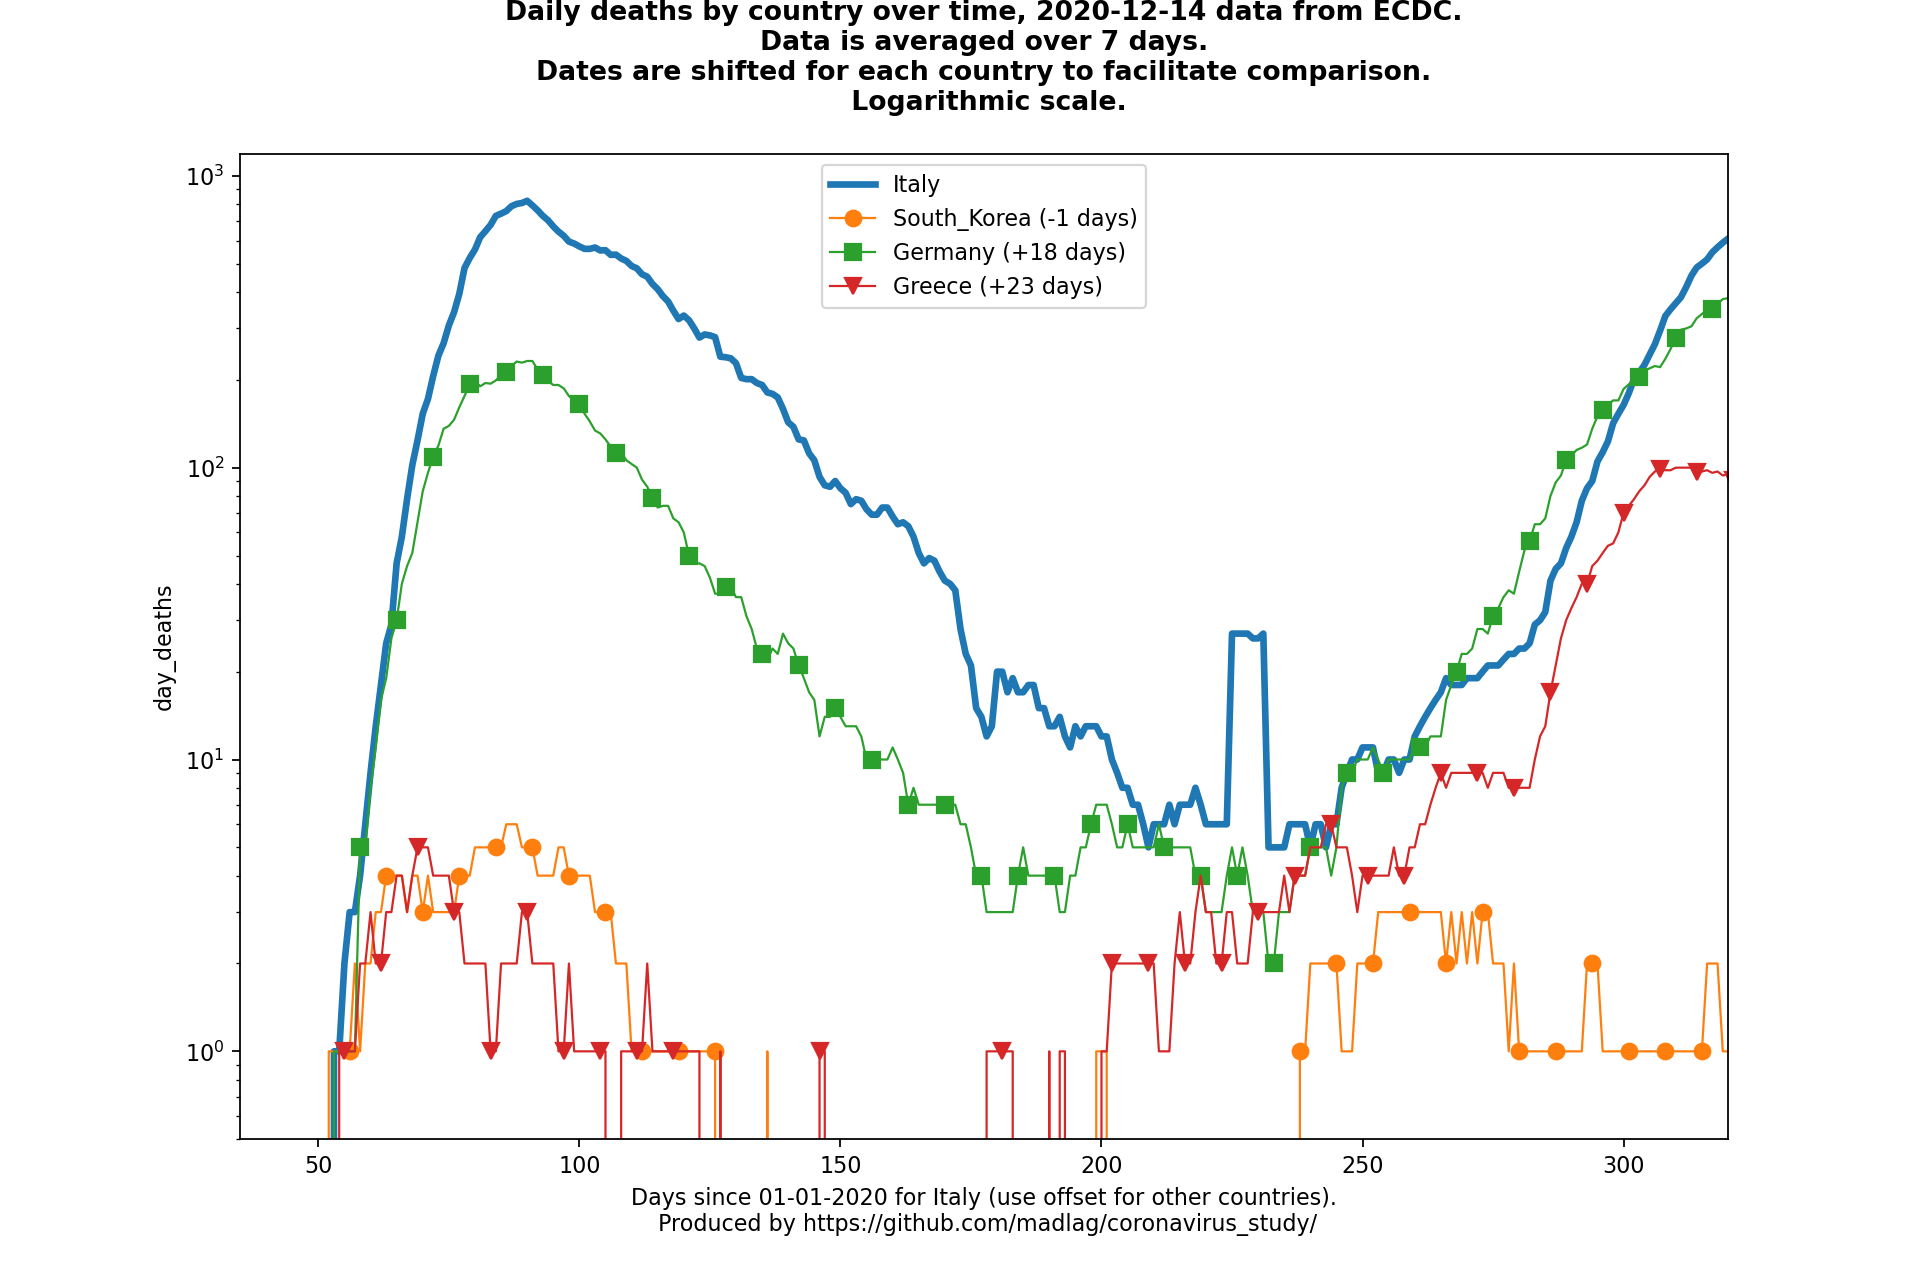 Daily deaths by country over time, 2020-12-14 data from ECDC.
Data is averaged over 7 days.
Dates are shifted for each country to facilitate comparison.
Logarithmic scale.
10³
10²
10¹
10⁰
day_deaths
Italy
South_Korea (-1 days)
Germany (+18 days)
Greece (+23 days)
50 100 150 200 250 300
Days since 01-01-2020 for Italy (use offset for other countries).
Produced by https://github.com/madlag/coronavirus_study/